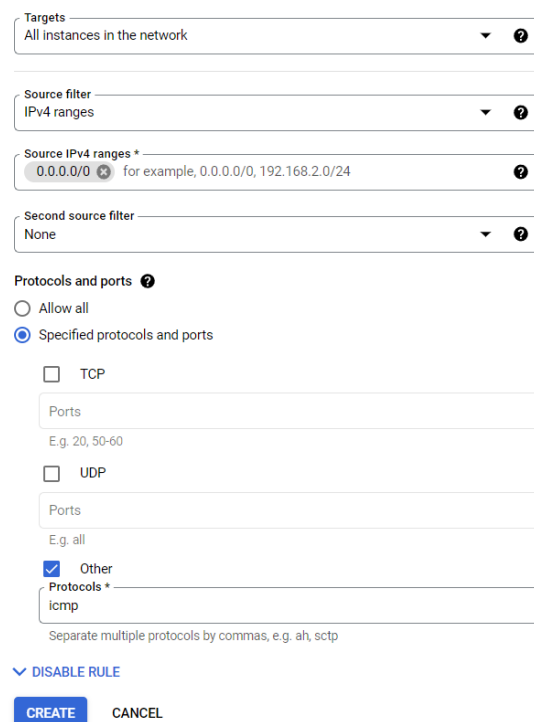 Targets
All instances in the network
Source filter
IPv4 ranges
Source IPv4 ranges *
0.0.0.0/0 for example, 0.0.0.0/0, 192.168.2.0/24
Second source filter
None
Protocols and ports
Allow all
Specified protocols and ports
TCP
Ports
E.g. 20, 50-60
UDP
Ports
E.g. all
Other
Protocols *
icmp
Separate multiple protocols by commas, e.g. ah, sctp
DISABLE RULE
CREATE CANCEL